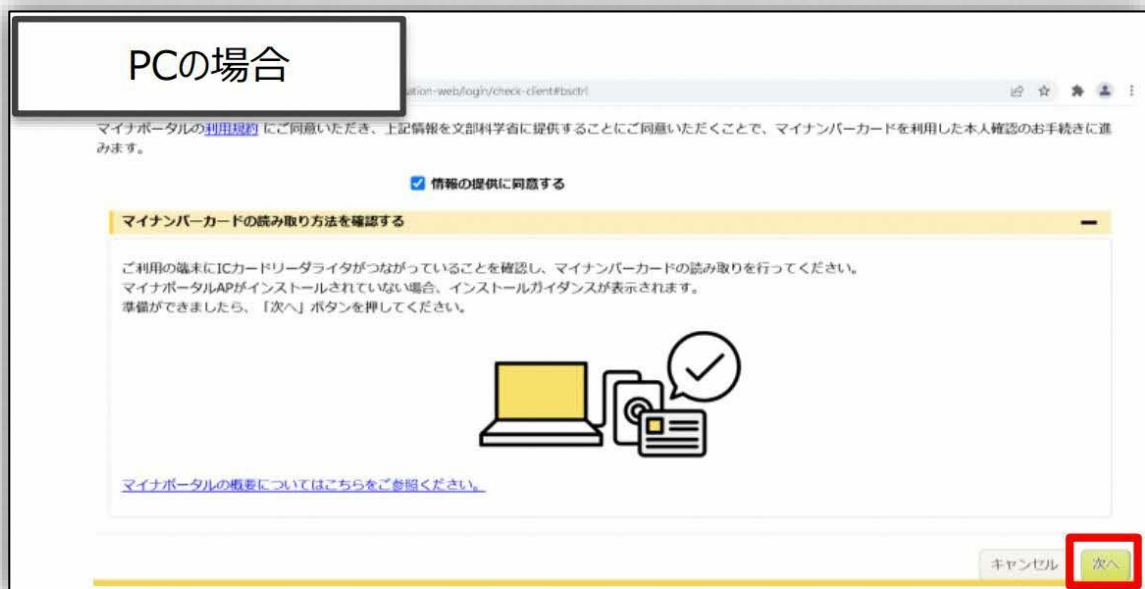 PCの場合
ation-web/login/check-client#bsctrl
マイナポータルの利用規約 にご同意いただき、上記情報を文部科学省に提供することにご同意いただくことで、マイナンバーカードを利用した本人確認のお手続きに進
みます。
情報の提供に同意する
マイナンバーカードの読み取り方法を確認する
ご利用の端末にICカードリーダライタがつながっていることを確認し、マイナンバーカードの読み取りを行ってください。
マイナポータルAPがインストールされていない場合、インストールガイダンスが表示されます。
準備ができましたら、「次へ」ボタンを押してください。
マイナポータルの概要についてはこちらをご参照ください。
キャンセル 次へ